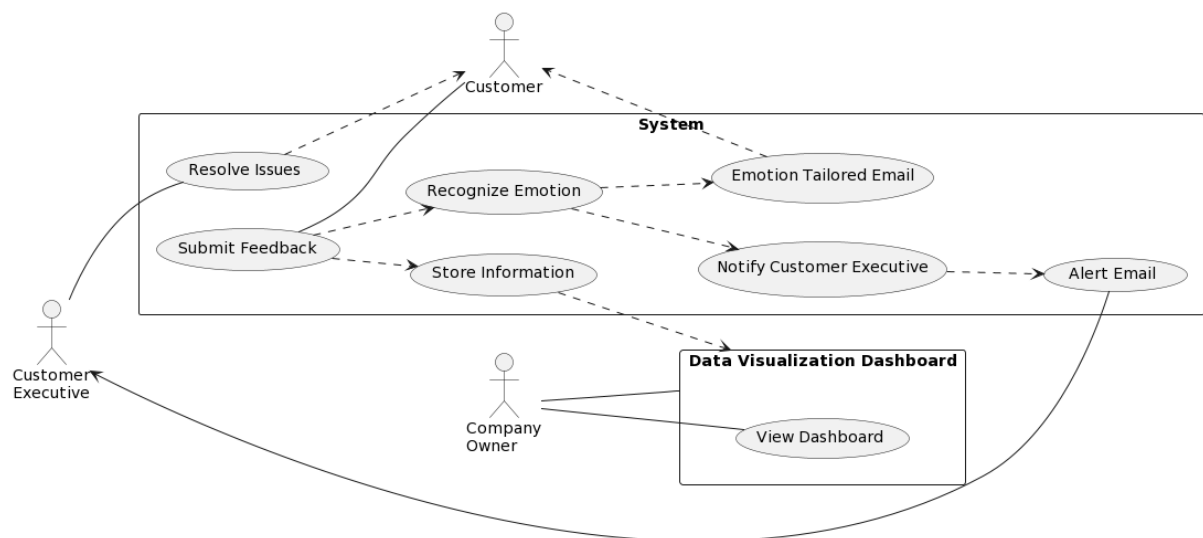 Customer
System
Resolve Issues
Recognize Emotion
Emotion Tailored Email
Submit Feedback
Store Information
Notify Customer Executive
Alert Email
Customer
Executive
Data Visualization Dashboard
Company
Owner
View Dashboard